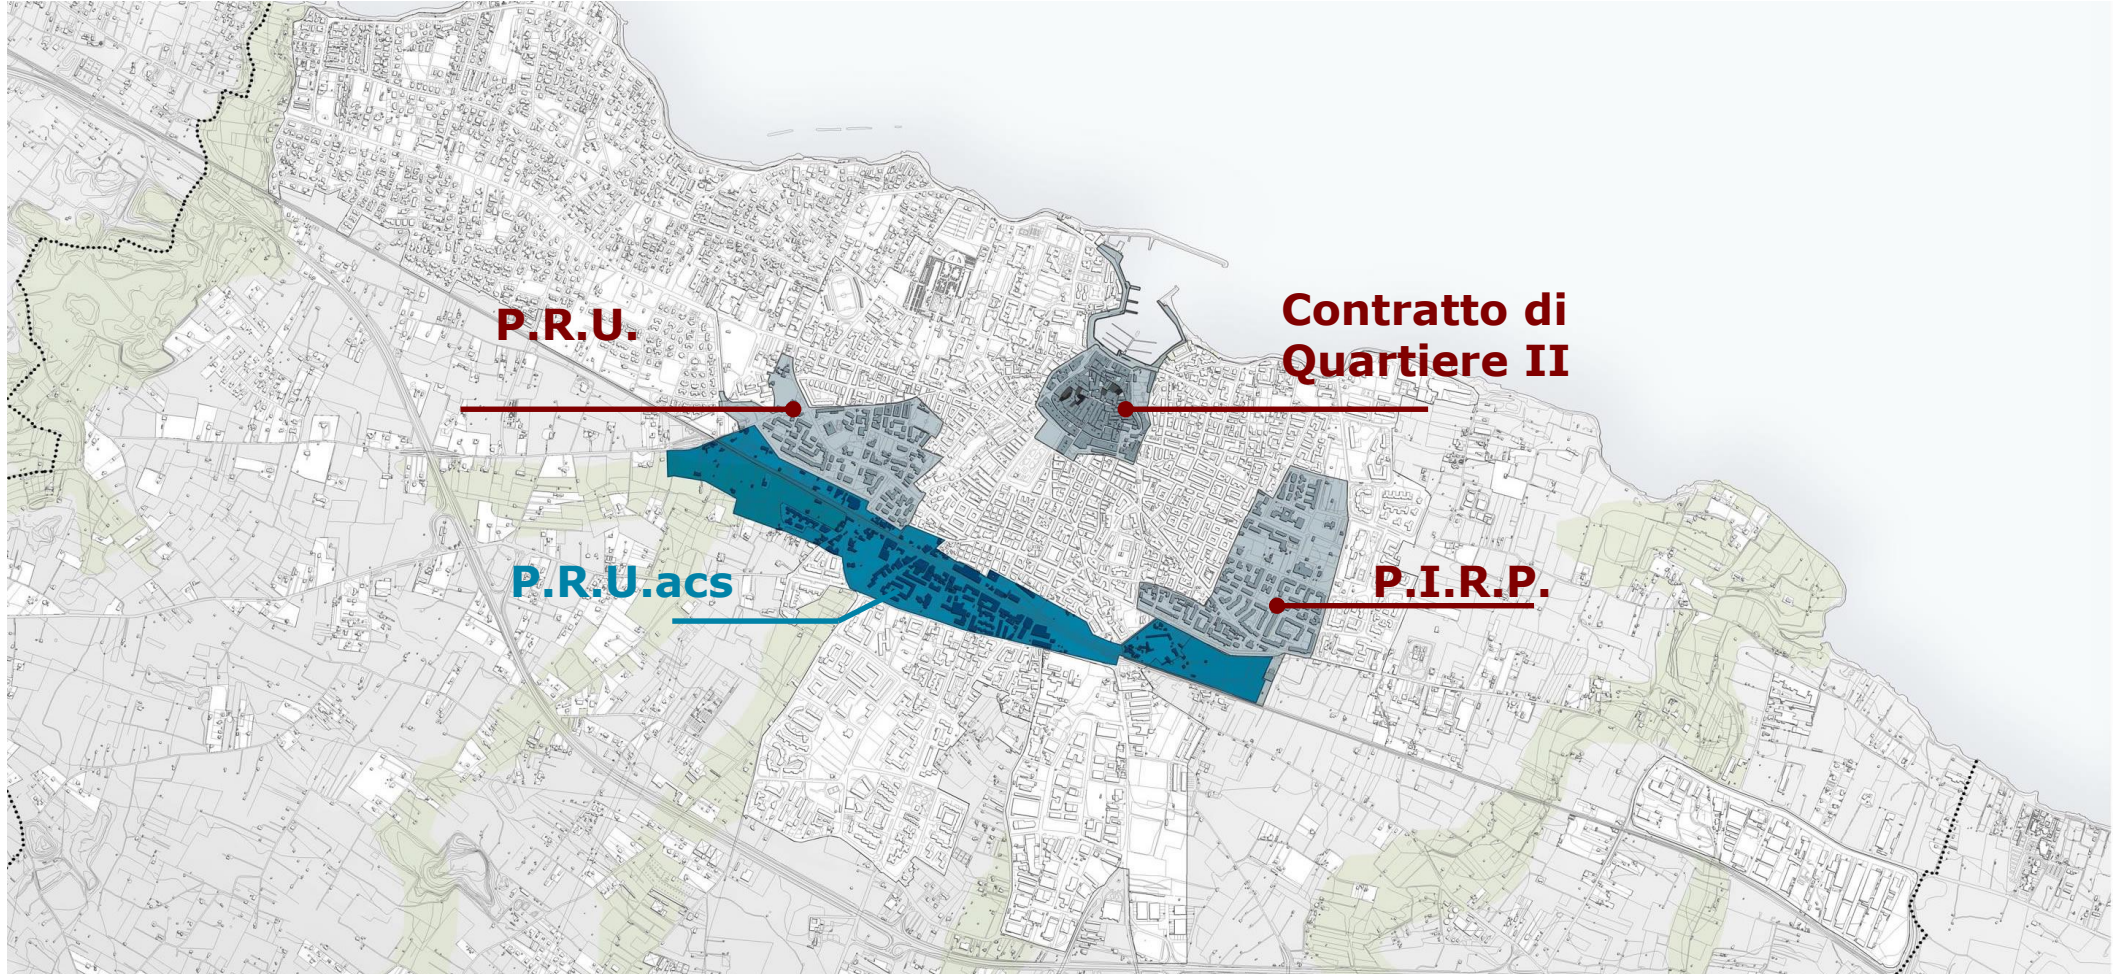 P.R.U.
Contratto di
Quartiere II
P.R.U.acs
P.I.R.P.